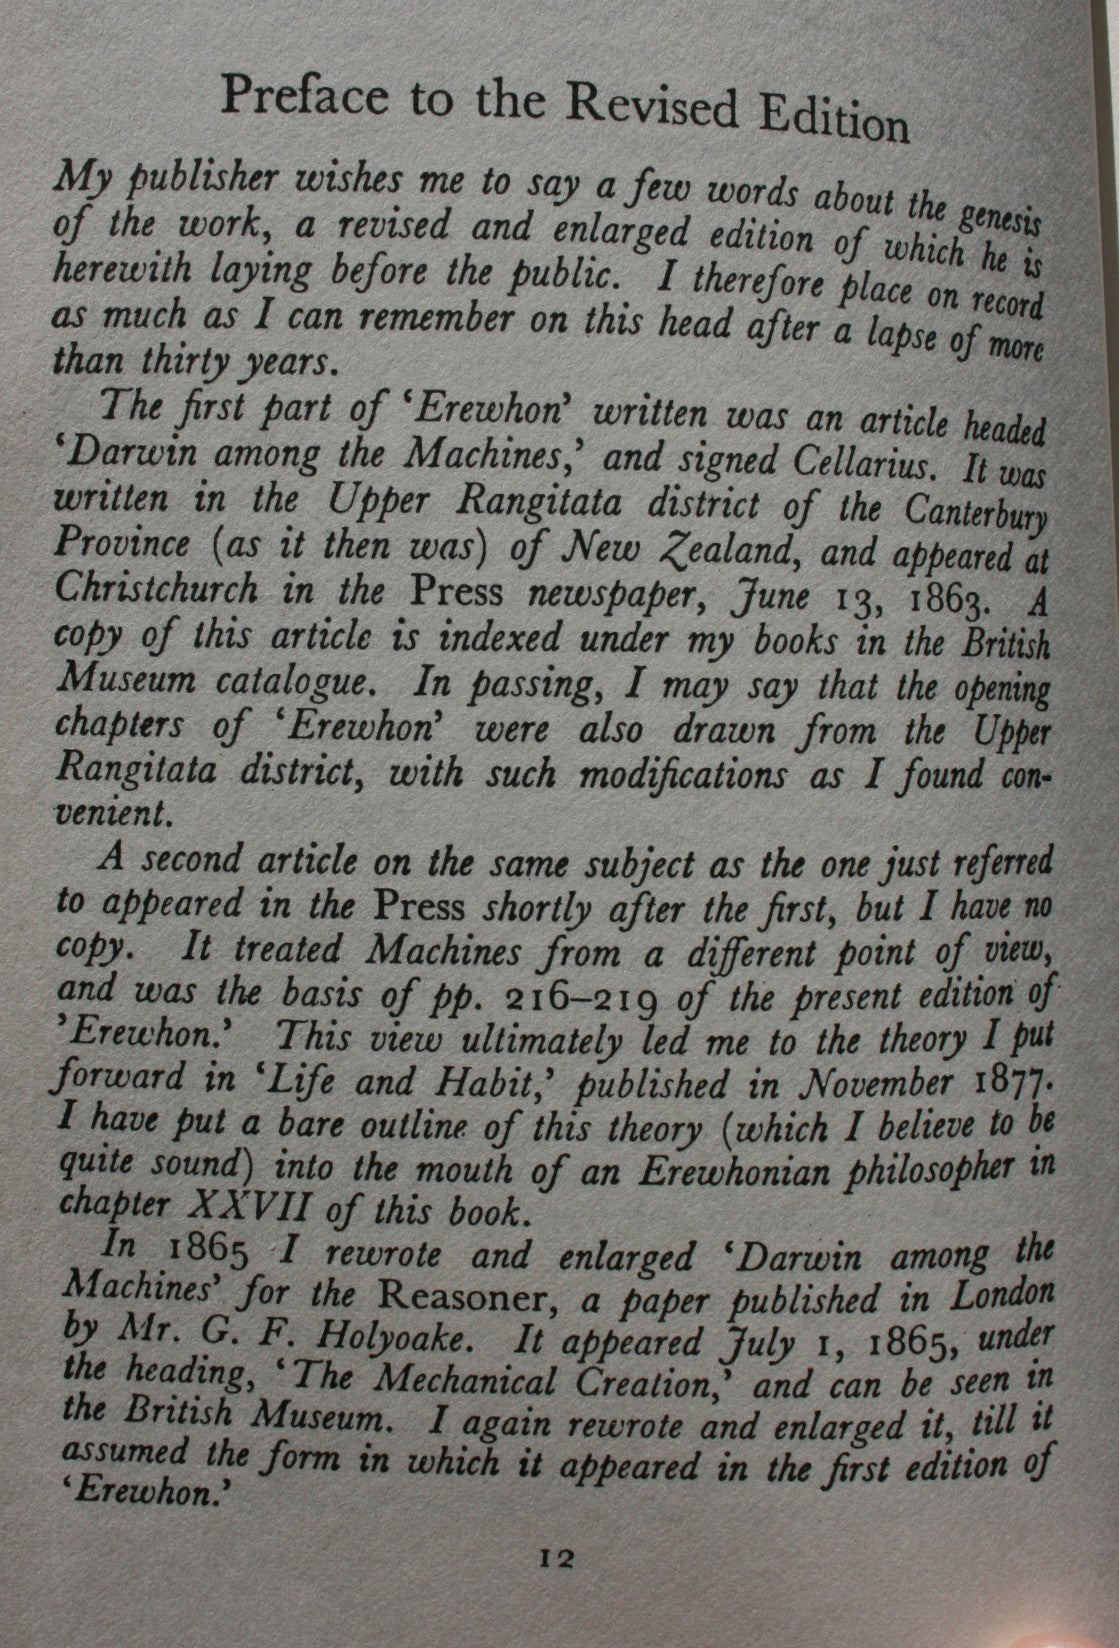 Preface to the Revised Edition
My publisher wishes me to say a few words about the genesis
of the work, a revised and enlarged edition of which he is
herewith laying before the public. I therefore place on record
as much as I can remember on this head after a lapse of more
than thirty years.
The first part of ‘Erewhon’ written was an article headed
‘Darwin among the Machines,’ and signed Cellarius. It was
written in the Upper Rangitata district of the Canterbury
Province (as it then was) of New Zealand, and appeared at
Christchurch in the Press newspaper, June 13, 1863. A
copy of this article is indexed under my books in the British
Museum catalogue. In passing, I may say that the opening
chapters of ‘Erewhon’ were also drawn from the Upper
Rangitata district, with such modifications as I found con-
venient.
A second article on the same subject as the one just referred
to appeared in the Press shortly after the first, but I have no
copy. It treated Machines from a different point of view,
and was the basis of pp. 216–219 of the present edition of
’Erewhon.’ This view ultimately led me to the theory I put
forward in ‘Life and Habit,’ published in November 1877.
I have put a bare outline of this theory (which I believe to be
quite sound) into the mouth of an Erewhonian philosopher in
chapter XXVII of this book.
In 1865 I rewrote and enlarged ‘Darwin among the
Machines’ for the Reasoner, a paper published in London
by Mr. G. F. Holyoake. It appeared July 1, 1865, under
the heading, ‘The Mechanical Creation,’ and can be seen in
the British Museum. I again rewrote and enlarged it, till it
assumed the form in which it appeared in the first edition of
‘Erewhon.’
12